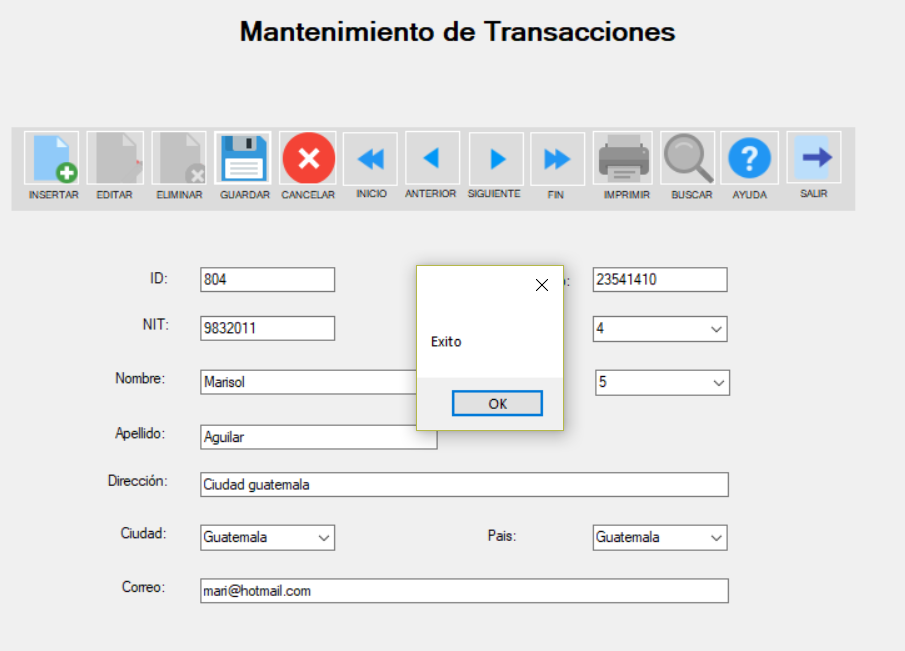 Mantenimiento de Transacciones
INSERTAR EDITAR ELIMINAR GUARDAR CANCELAR INICIO ANTERIOR SIGUIENTE FIN IMPRIMIR BUSCAR AYUDA SALIR
ID: 804 23541410
NIT: 9832011 4
Exito
Nombre: Marisol 5
OK
Apellido: Aguilar
Dirección: Ciudad guatemala
Ciudad: Guatemala Pais: Guatemala
Correo: mari@hotmail.com